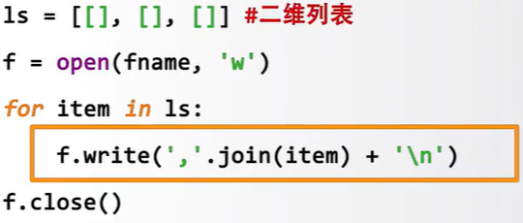 ls = [[], [], []] #二维列表
f = open(fname, 'w')
for item in ls:
    f.write(','.join(item) + '\n')
f.close()